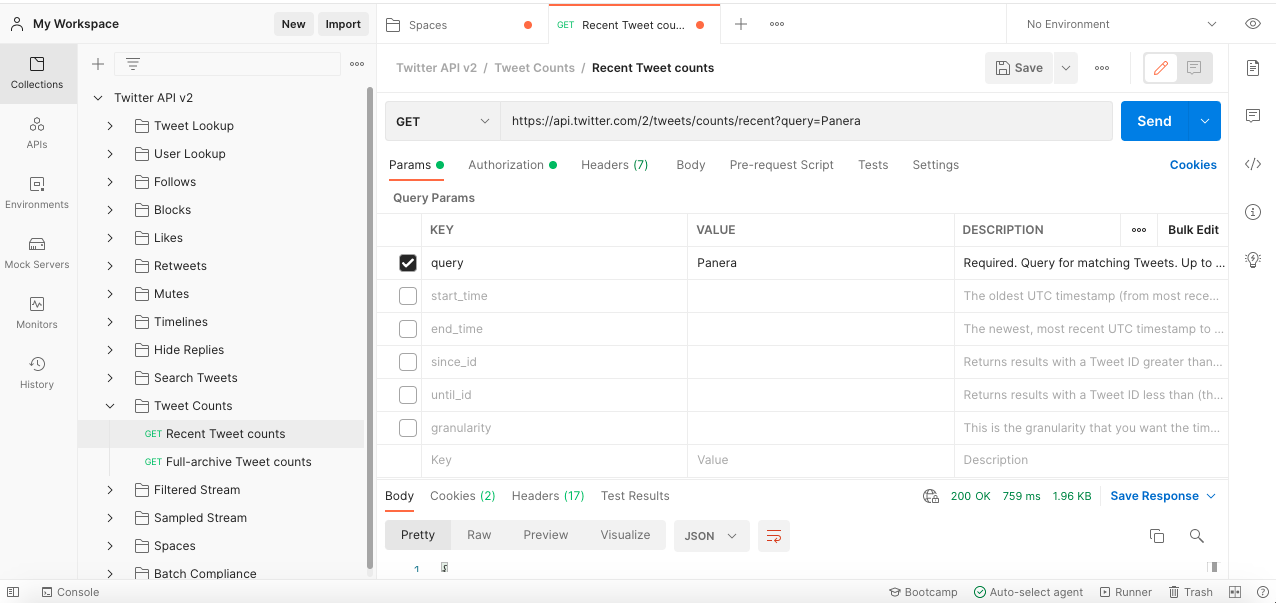 My Workspace
New
Import
Spaces
GET Recent Tweet cou...
No Environment
Collections
APIs
Environments
Mock Servers
Monitors
History
Twitter API v2
Tweet Lookup
User Lookup
Follows
Blocks
Likes
Retweets
Mutes
Timelines
Hide Replies
Search Tweets
Tweet Counts
GET Recent Tweet counts
GET Full-archive Tweet counts
Filtered Stream
Sampled Stream
Spaces
Batch Compliance
Twitter API v2 / Tweet Counts / Recent Tweet counts
Save
GET
https://api.twitter.com/2/tweets/counts/recent?query=Panera
Send
Params Authorization Headers (7) Body Pre-request Script Tests Settings Cookies
Query Params
KEY VALUE DESCRIPTION Bulk Edit
query Panera Required. Query for matching Tweets. Up to ...
start_time The oldest UTC timestamp (from most rece...
end_time The newest, most recent UTC timestamp to ...
since_id Returns results with a Tweet ID greater than...
until_id Returns results with a Tweet ID less than (th...
granularity This is the granularity that you want the tim...
Key Value Description
Body Cookies (2) Headers (17) Test Results 200 OK 759 ms 1.96 KB Save Response
Pretty Raw Preview Visualize JSON
1 {
Console
Bootcamp Auto-select agent Runner Trash